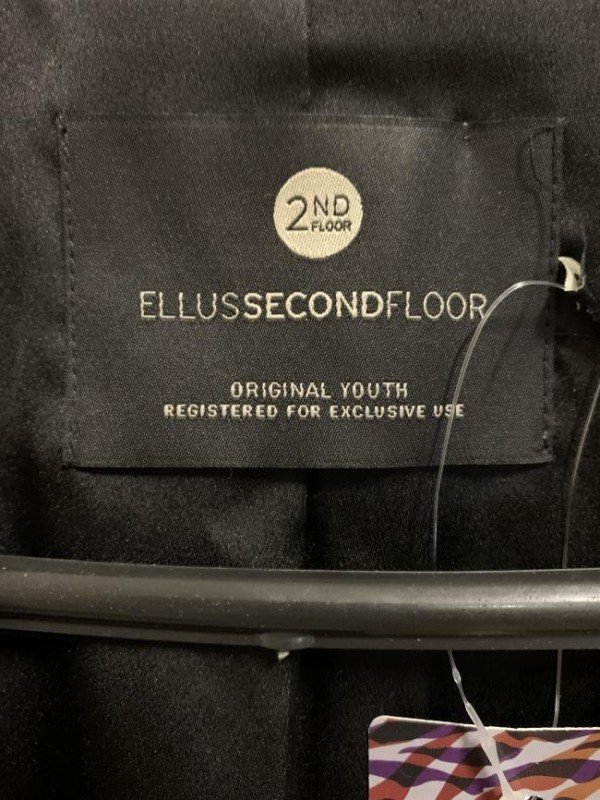 2ND
FLOOR
ELLUSSECONDFLOOR
ORIGINAL YOUTH
REGISTERED FOR EXCLUSIVE USE